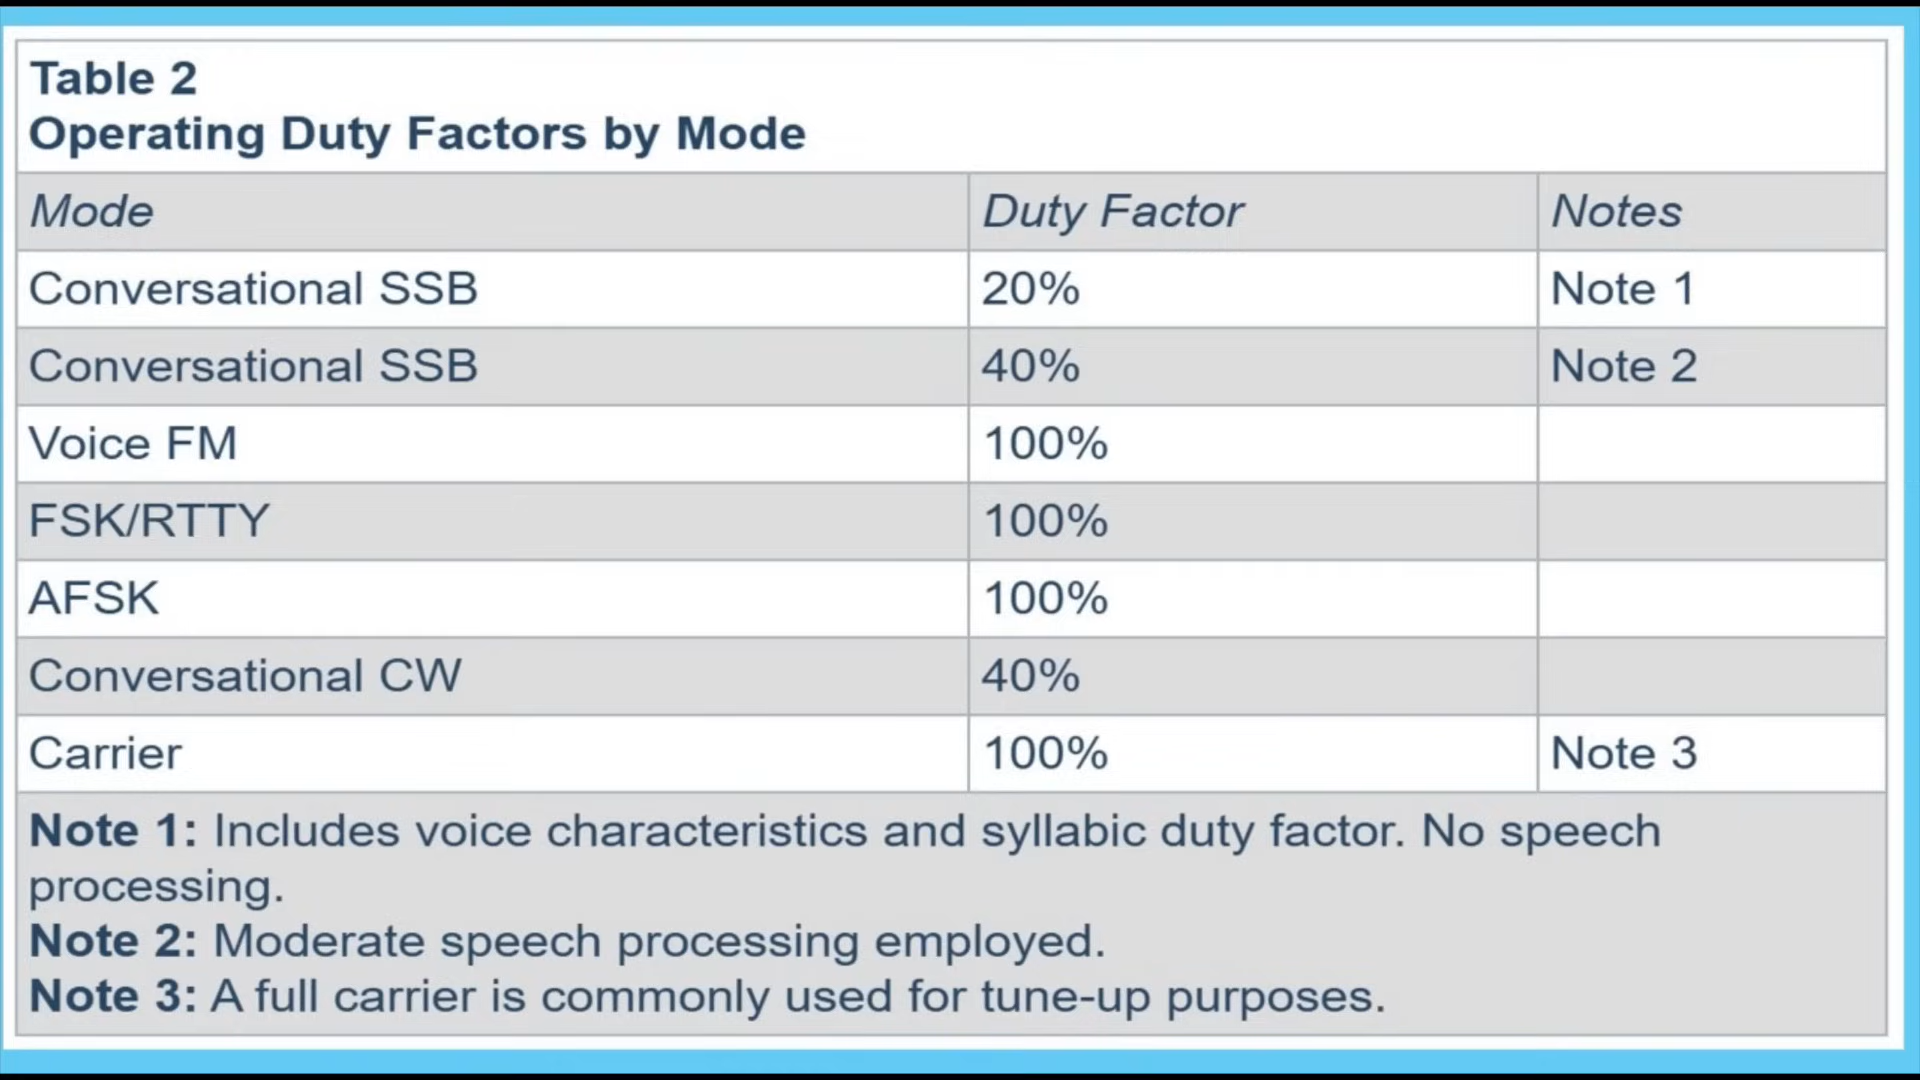 Table 2
Operating Duty Factors by Mode
Mode Duty Factor Notes
Conversational SSB 20% Note 1
Conversational SSB 40% Note 2
Voice FM 100%
FSK/RTTY 100%
AFSK 100%
Conversational CW 40%
Carrier 100% Note 3
Note 1: Includes voice characteristics and syllabic duty factor. No speech
processing.
Note 2: Moderate speech processing employed.
Note 3: A full carrier is commonly used for tune-up purposes.